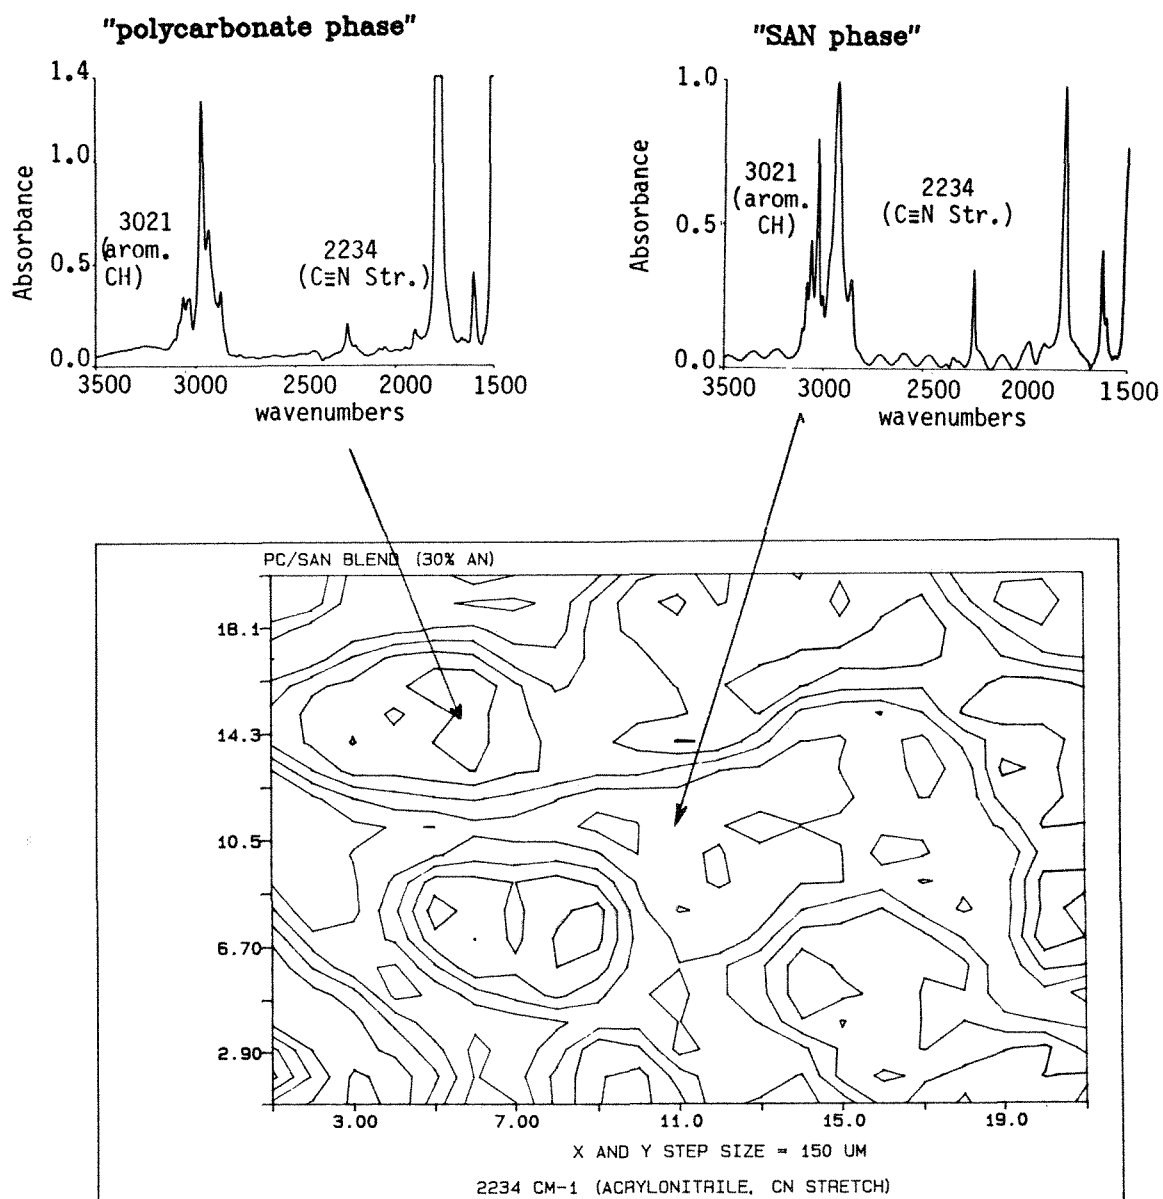 "polycarbonate phase"
1.4
1.0
0.5
0.0
Absorbance
3021
(arom.
CH)
2234
(C≡N Str.)
3500 3000 2500 2000 1500
wavenumbers
"SAN phase"
1.0
0.5
0.0
Absorbance
3021
(arom.
CH)
2234
(C≡N Str.)
3500 3000 2500 2000 1500
wavenumbers
PC/SAN BLEND (30% AN)
18.1
14.3
10.5
6.70
2.90
3.00 7.00 11.0 15.0 19.0
X AND Y STEP SIZE = 150 UM
2234 CM-1 (ACRYLONITRILE, CN STRETCH)